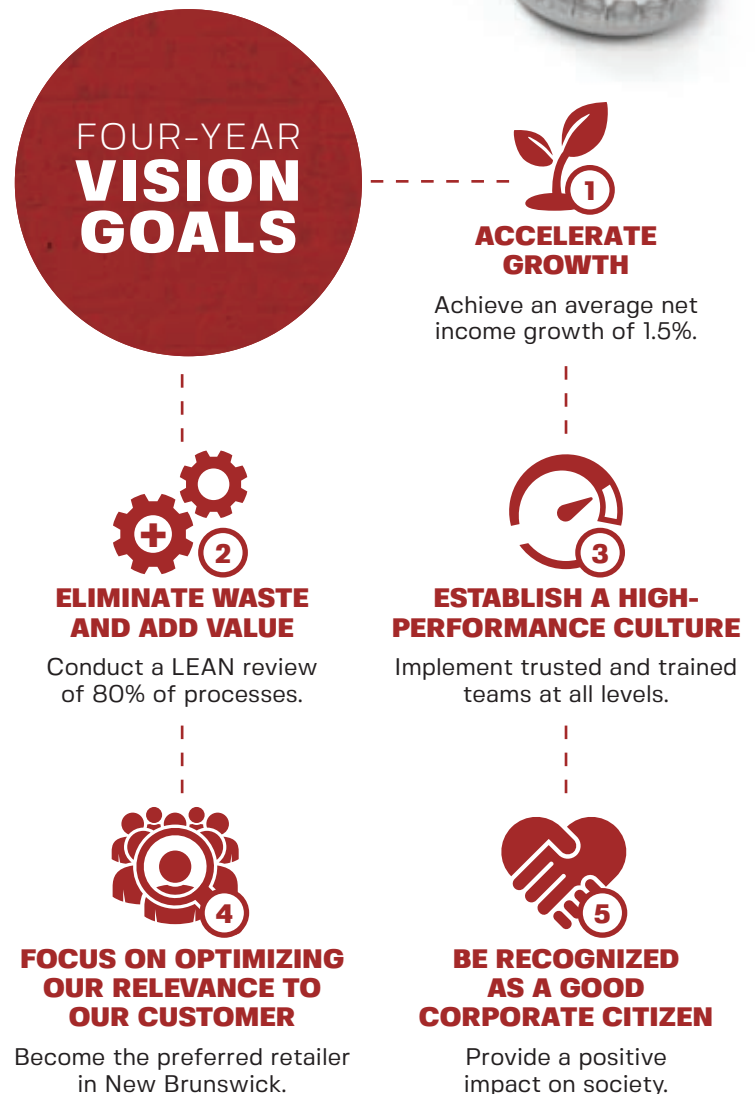 FOUR-YEAR
VISION
GOALS
1
ACCELERATE
GROWTH
Achieve an average net
income growth of 1.5%.
2
ELIMINATE WASTE
AND ADD VALUE
Conduct a LEAN review
of 80% of processes.
3
ESTABLISH A HIGH-
PERFORMANCE CULTURE
Implement trusted and trained
teams at all levels.
4
FOCUS ON OPTIMIZING
OUR RELEVANCE TO
OUR CUSTOMER
Become the preferred retailer
in New Brunswick.
5
BE RECOGNIZED
AS A GOOD
CORPORATE CITIZEN
Provide a positive
impact on society.